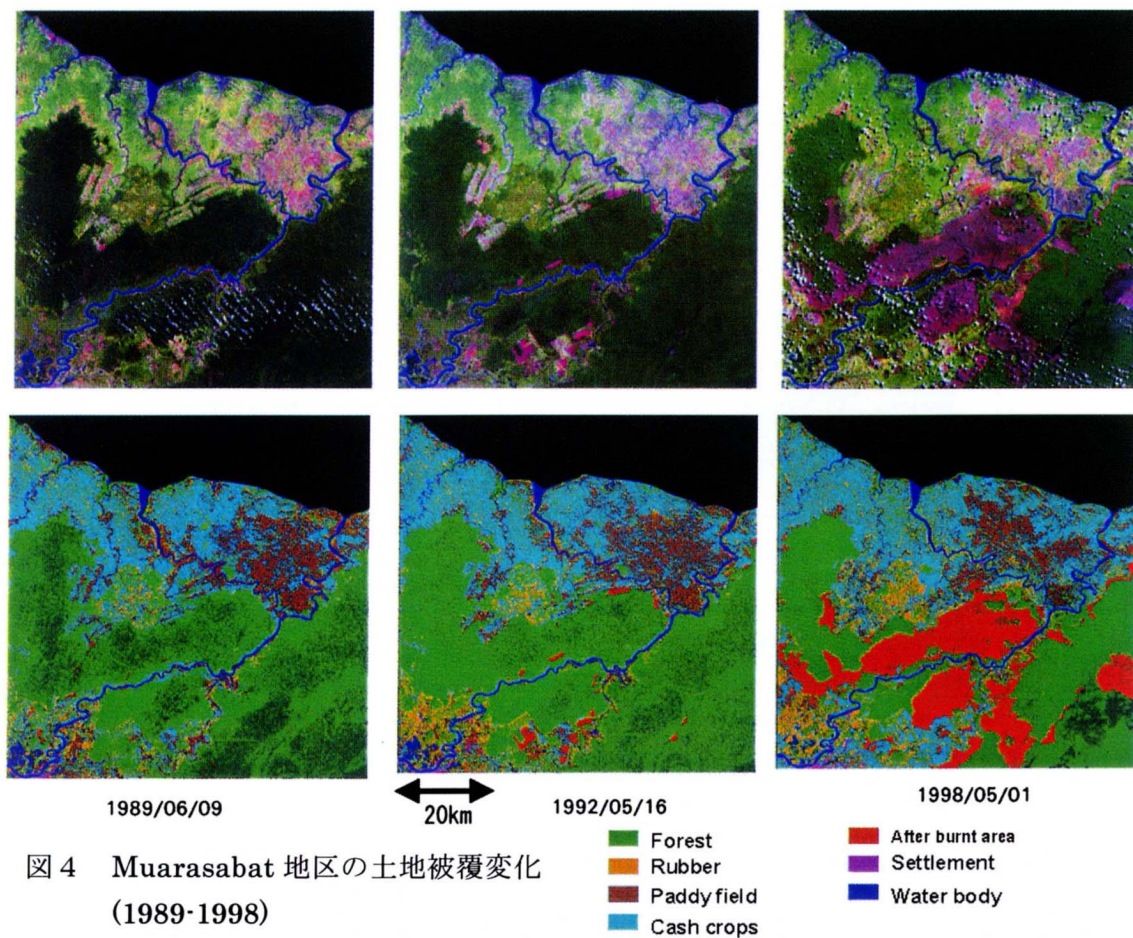 1989/06/09
20km
1992/05/16
1998/05/01
Forest
Rubber
Paddy field
Cash crops
After burnt area
Settlement
Water body
図4 Muarasabat 地区の土地被覆変化
(1989-1998)